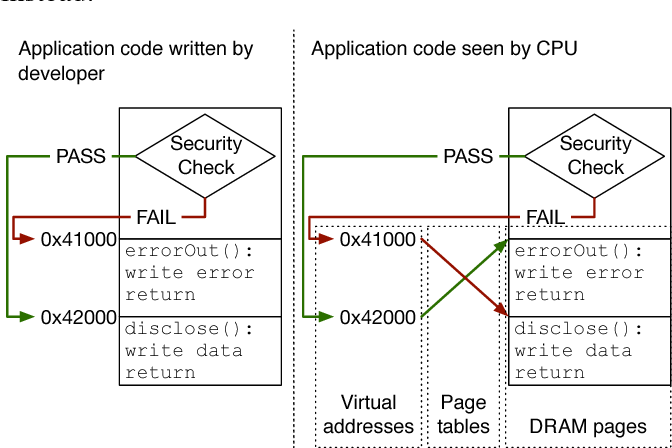 Application code written by
developer
Security
Check
PASS
FAIL
0x41000
errorOut():
write error
return
0x42000
disclose():
write data
return
Application code seen by CPU
Security
Check
PASS
FAIL
0x41000
errorOut():
write error
return
0x42000
disclose():
write data
return
Virtual
addresses
Page
tables
DRAM pages